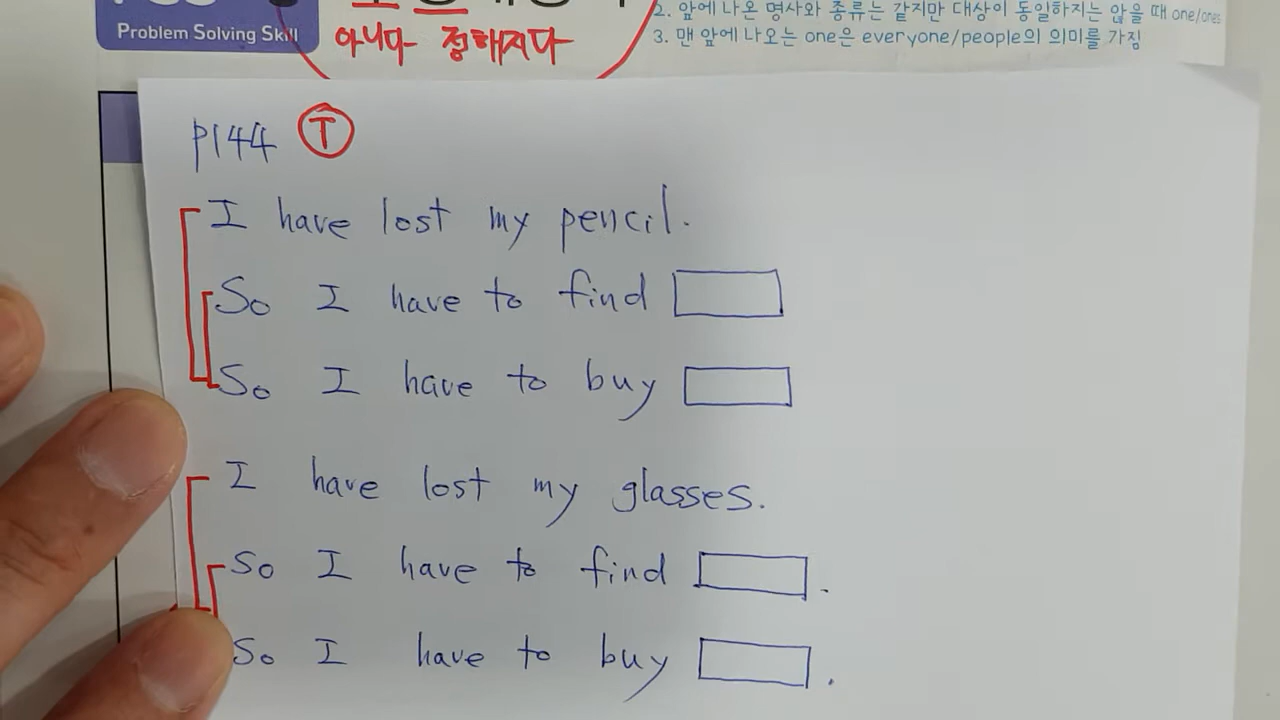 Problem Solving Skill
아니다 정해지다
2. 앞에 나온 명사와 종류는 같지만 대상이 동일하지는 않을 때 one/ones
3. 맨 앞에 나오는 one은 everyone/people의 의미를 가짐
P144 T
I have lost my pencil.
So I have to find
So I have to buy
I have lost my glasses.
So I have to find .
So I have to buy .